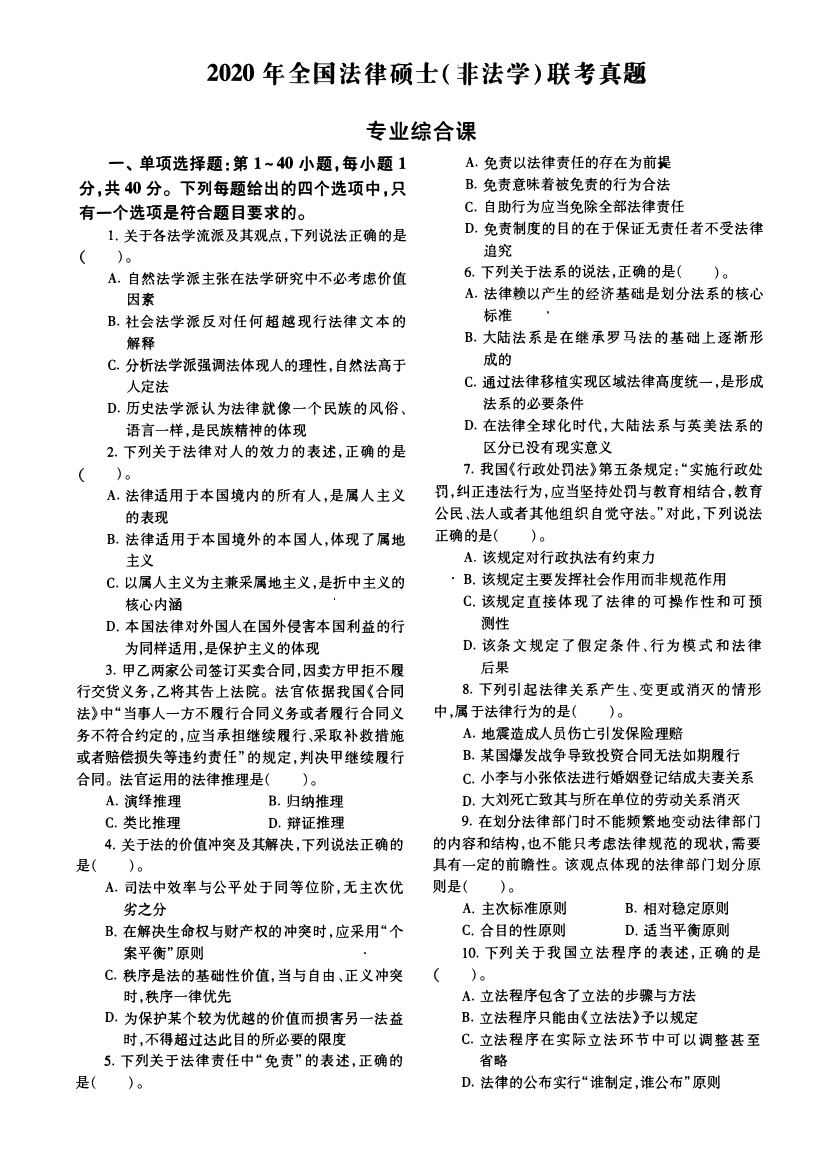 2020 年全国法律硕士(非法学)联考真题
专业综合课
一、单项选择题:第 1~40 小题,每小题 1
分,共 40 分。下列每题给出的四个选项中,只
有一个选项是符合题目要求的。
1. 关于各法学流派及其观点,下列说法正确的是
(  )。
A. 自然法学派主张在法学研究中不必考虑价值
因素
B. 社会法学派反对任何超越现行法律文本的
解释
C. 分析法学派强调法体现人的理性,自然法高于
人定法
D. 历史法学派认为法律就像一个民族的风俗、
语言一样,是民族精神的体现
2. 下列关于法律对人的效力的表述,正确的是
(  )。
A. 法律适用于本国境内的所有人,是属人主义
的表现
B. 法律适用于本国境外的本国人,体现了属地
主义
C. 以属人主义为主兼采属地主义,是折中主义的
核心内涵
D. 本国法律对外国人在国外侵害本国利益的行
为同样适用,是保护主义的体现
3. 甲乙两家公司签订买卖合同,因卖方甲拒不履
行交货义务,乙将其告上法院。法官依据我国《合同
法》中“当事人一方不履行合同义务或者履行合同义
务不符合约定的,应当承担继续履行、采取补救措施
或者赔偿损失等违约责任”的规定,判决甲继续履行
合同。法官运用的法律推理是(  )。
A. 演绎推理 B. 归纳推理
C. 类比推理 D. 辩证推理
4. 关于法的价值冲突及其解决,下列说法正确的
是(  )。
A. 司法中效率与公平处于同等位阶,无主次优
劣之分
B. 在解决生命权与财产权的冲突时,应采用“个
案平衡”原则
C. 秩序是法的基础性价值,当与自由、正义冲突
时,秩序一律优先
D. 为保护某个较为优越的价值而损害另一法益
时,不得超过达此目的所必要的限度
5. 下列关于法律责任中“免责”的表述,正确的
是(  )。
A. 免责以法律责任的存在为前提
B. 免责意味着被免责的行为合法
C. 自助行为应当免除全部法律责任
D. 免责制度的目的在于保证无责任者不受法律
追究
6. 下列关于法系的说法,正确的是(  )。
A. 法律赖以产生的经济基础是划分法系的核心
标准
B. 大陆法系是在继承罗马法的基础上逐渐形
成的
C. 通过法律移植实现区域法律高度统一,是形成
法系的必要条件
D. 在法律全球化时代,大陆法系与英美法系的
区分已没有现实意义
7. 我国《行政处罚法》第五条规定:“实施行政处
罚,纠正违法行为,应当坚持处罚与教育相结合,教育
公民、法人或者其他组织自觉守法。”对此,下列说法
正确的是(  )。
A. 该规定对行政执法有约束力
B. 该规定主要发挥社会作用而非规范作用
C. 该规定直接体现了法律的可操作性和可预
测性
D. 该条文规定了假定条件、行为模式和法律
后果
8. 下列引起法律关系产生、变更或消灭的情形
中,属于法律行为的是(  )。
A. 地震造成人员伤亡引发保险理赔
B. 某国爆发战争导致投资合同无法如期履行
C. 小李与小张依法进行婚姻登记结成夫妻关系
D. 大刘死亡致其与所在单位的劳动关系消灭
9. 在划分法律部门时不能频繁地变动法律部门
的内容和结构,也不能只考虑法律规范的现状,需要
具有一定的前瞻性。该观点体现的法律部门划分原
则是(  )。
A. 主次标准原则 B. 相对稳定原则
C. 合目的性原则 D. 适当平衡原则
10. 下列关于我国立法程序的表述,正确的是
(  )。
A. 立法程序包含了立法的步骤与方法
B. 立法程序只能由《立法法》予以规定
C. 立法程序在实际立法环节中可以调整甚至
省略
D. 法律的公布实行“谁制定,谁公布”原则